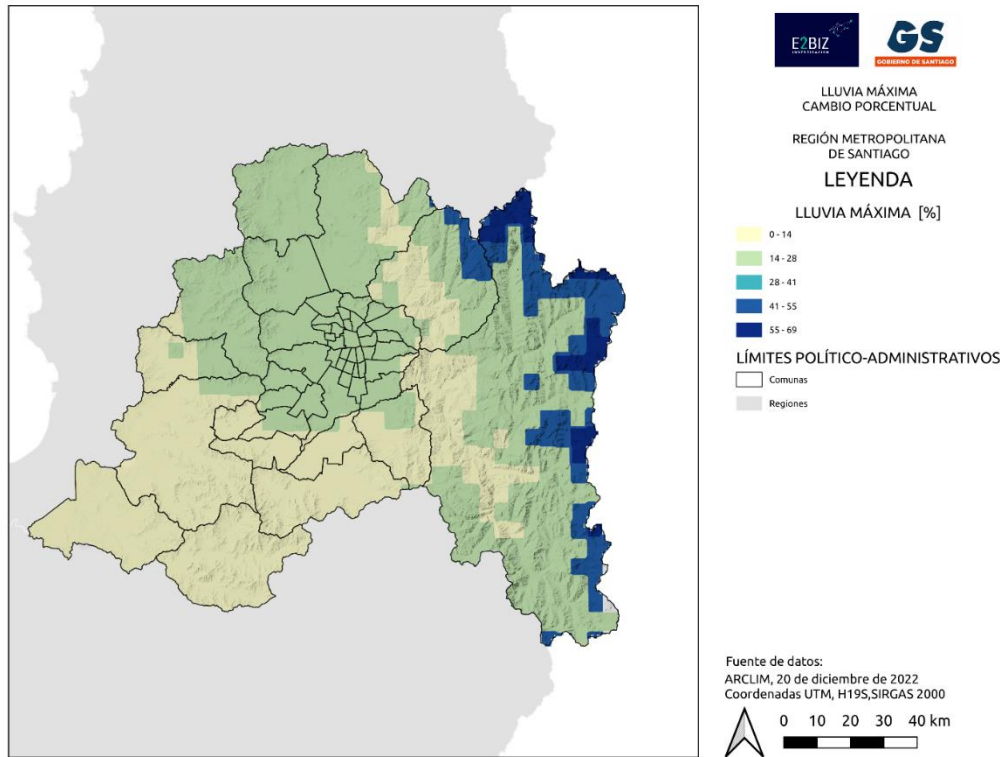 E2BIZ
INVESTIGACIÓN
GS
GOBIERNO DE SANTIAGO
LLUVIA MÁXIMA
CAMBIO PORCENTUAL
REGIÓN METROPOLITANA
DE SANTIAGO
LEYENDA
LLUVIA MÁXIMA [%]
0 - 14
14 - 28
28 - 41
41 - 55
55 - 69
LÍMITES POLÍTICO-ADMINISTRATIVOS
Comunas
Regiones
Fuente de datos:
ARCLIM, 20 de diciembre de 2022
Coordenadas UTM, H19S,SIRGAS 2000
0 10 20 30 40 km